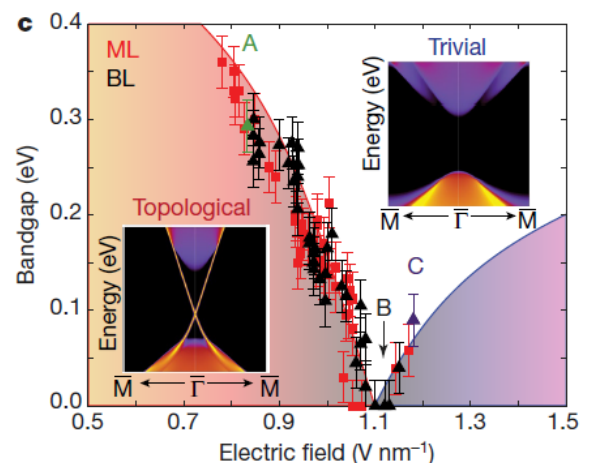 c
0.4
ML
BL
A
Trivial
Energy (eV)
M̅ ← Γ̅ → M̅
0.3
Bandgap (eV)
0.2
Topological
Energy (eV)
M̅ ← Γ̅ → M̅
C
B
0.1
0.0
0.5 0.7 0.9 1.1 1.3 1.5
Electric field (V nm⁻¹)